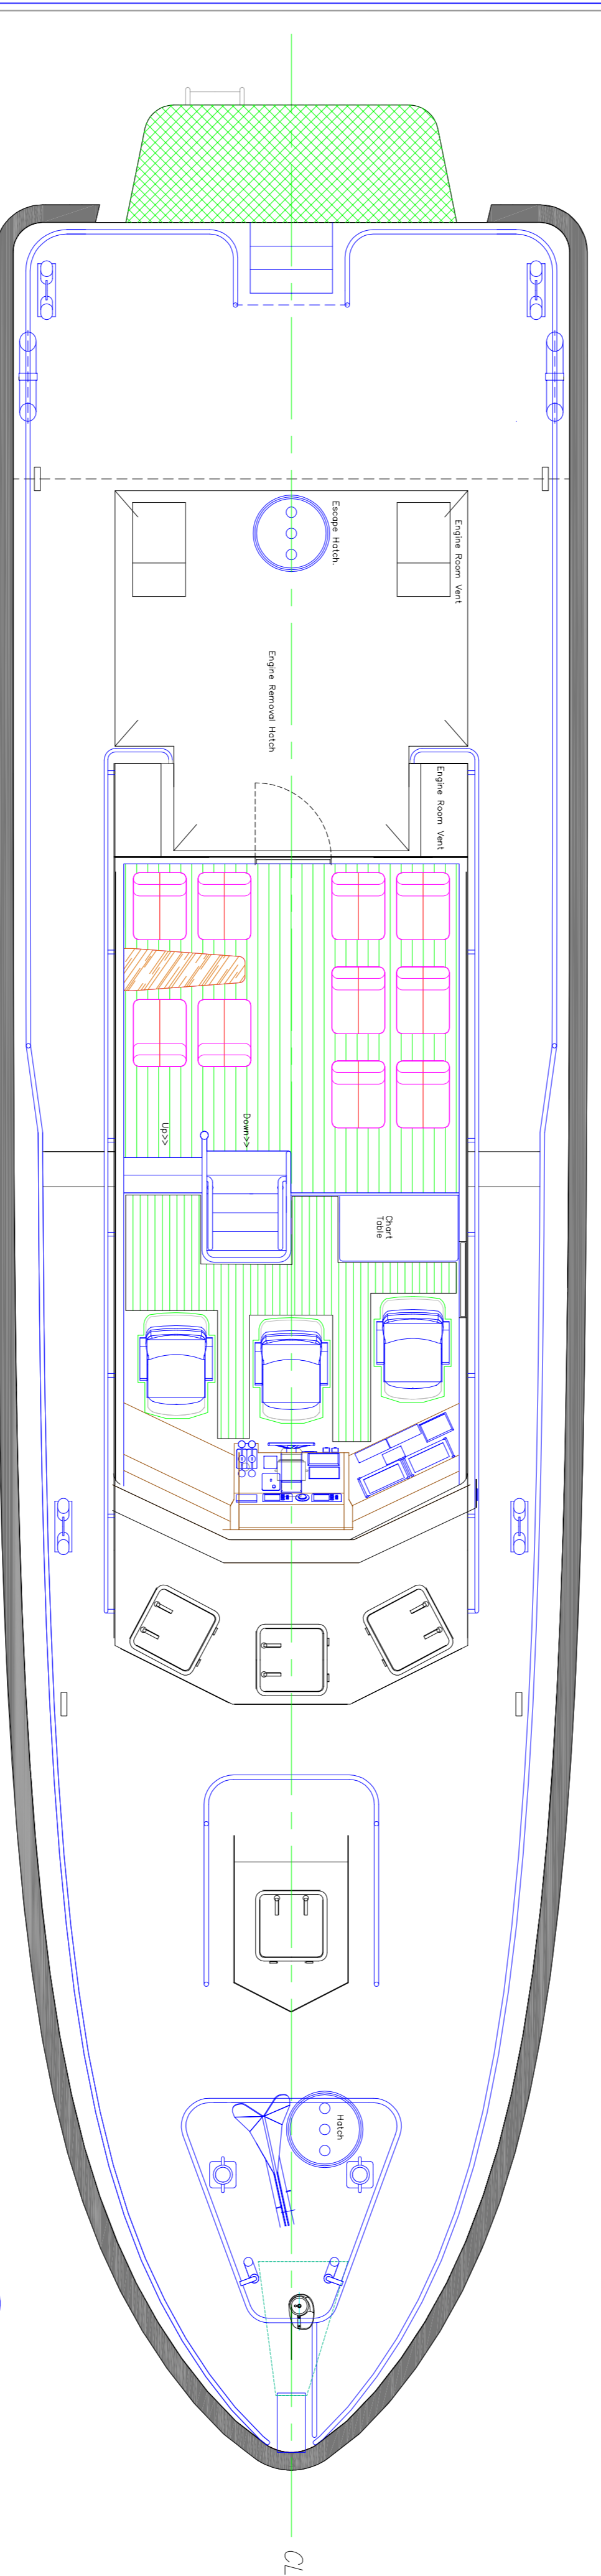 Engine Room Vent
Escape Hatch.
Engine Removal Hatch
Engine Room Vent
Up>>
Down>>
Chart
Table
Hatch
CL